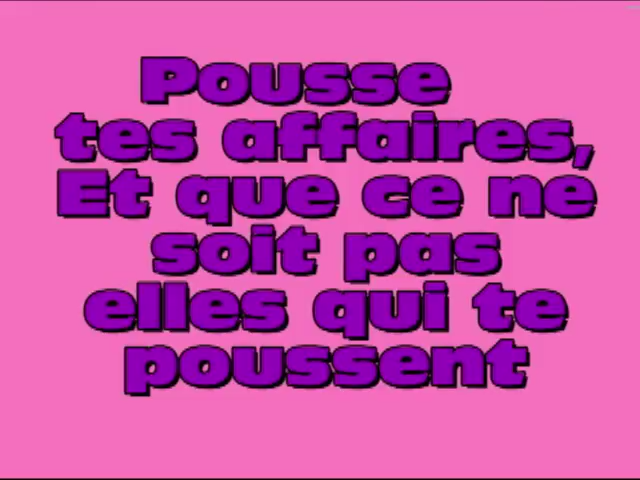 Pousse
tes affaires,
Et que ce ne
soit pas
elles qui te
poussent